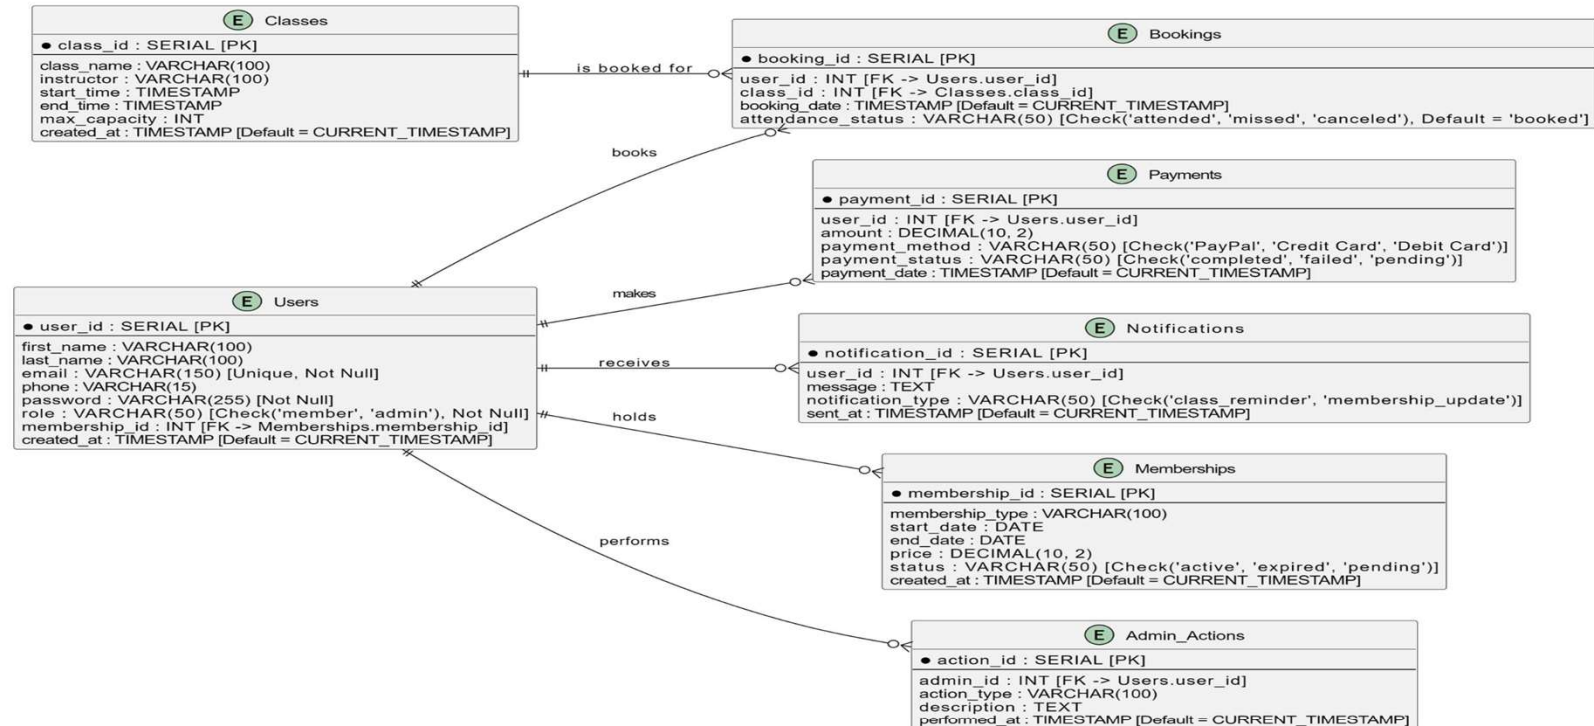 E Classes
class_id : SERIAL [PK]
class_name : VARCHAR(100)
instructor : VARCHAR(100)
start_time : TIMESTAMP
end_time : TIMESTAMP
max_capacity : INT
created_at : TIMESTAMP [Default = CURRENT_TIMESTAMP]
is booked for
E Bookings
booking_id : SERIAL [PK]
user_id : INT [FK -> Users.user_id]
class_id : INT [FK -> Classes.class_id]
booking_date : TIMESTAMP [Default = CURRENT_TIMESTAMP]
attendance_status : VARCHAR(50) [Check('attended', 'missed', 'canceled'), Default = 'booked']
books
E Payments
payment_id : SERIAL [PK]
user_id : INT [FK -> Users.user_id]
amount : DECIMAL(10, 2)
payment_method : VARCHAR(50) [Check('PayPal', 'Credit Card', 'Debit Card')]
payment_status : VARCHAR(50) [Check('completed', 'failed', 'pending')]
payment_date : TIMESTAMP [Default = CURRENT_TIMESTAMP]
makes
E Users
user_id : SERIAL [PK]
first_name : VARCHAR(100)
last_name : VARCHAR(100)
email : VARCHAR(150) [Unique, Not Null]
phone : VARCHAR(15)
password : VARCHAR(255) [Not Null]
role : VARCHAR(50) [Check('member', 'admin'), Not Null]
membership_id : INT [FK -> Memberships.membership_id]
created_at : TIMESTAMP [Default = CURRENT_TIMESTAMP]
receives
E Notifications
notification_id : SERIAL [PK]
user_id : INT [FK -> Users.user_id]
message : TEXT
notification_type : VARCHAR(50) [Check('class_reminder', 'membership_update')]
sent_at : TIMESTAMP [Default = CURRENT_TIMESTAMP]
holds
E Memberships
membership_id : SERIAL [PK]
membership_type : VARCHAR(100)
start_date : DATE
end_date : DATE
price : DECIMAL(10, 2)
status : VARCHAR(50) [Check('active', 'expired', 'pending')]
created_at : TIMESTAMP [Default = CURRENT_TIMESTAMP]
performs
E Admin_Actions
action_id : SERIAL [PK]
admin_id : INT [FK -> Users.user_id]
action_type : VARCHAR(100)
description : TEXT
performed_at : TIMESTAMP [Default = CURRENT_TIMESTAMP]